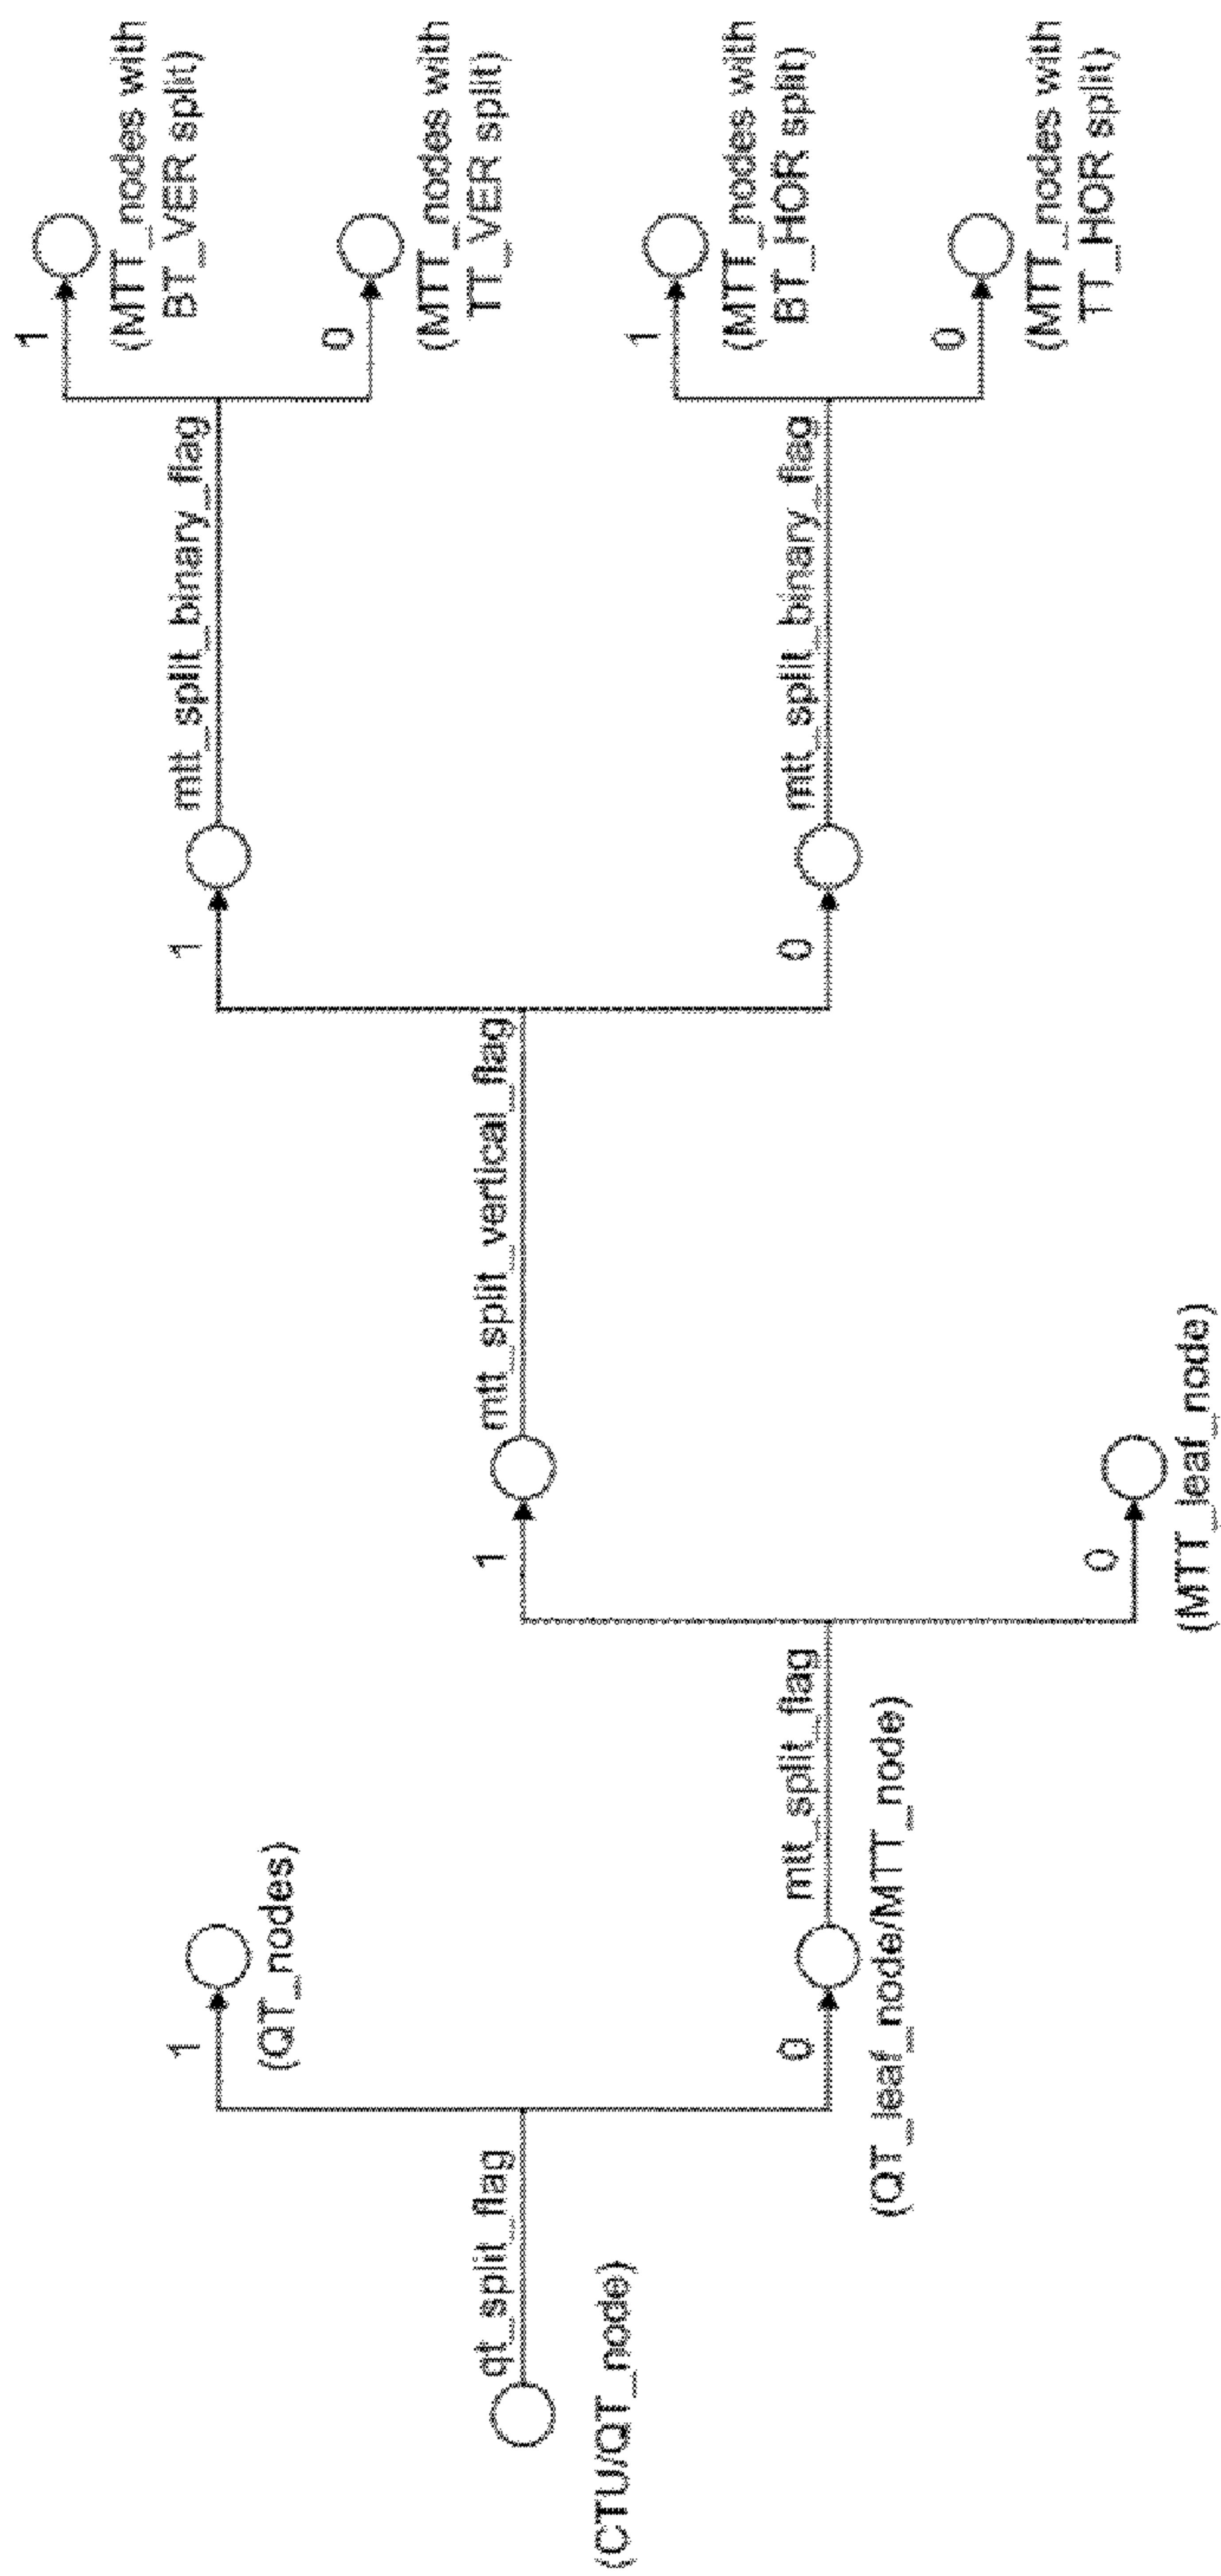 (CTU/QT_node)
qt_split_flag
1
(QT_nodes)
0
(QT_leaf_node/MTT_node)
mtt_split_flag
1
0
(MTT_leaf_node)
mtt_split_vertical_flag
1
mtt_split_binary_flag
0
mtt_split_binary_flag
1
(MTT_nodes with
BT_VER split)
0
(MTT_nodes with
TT_VER split)
1
(MTT_nodes with
BT_HOR split)
0
(MTT_nodes with
TT_HOR split)